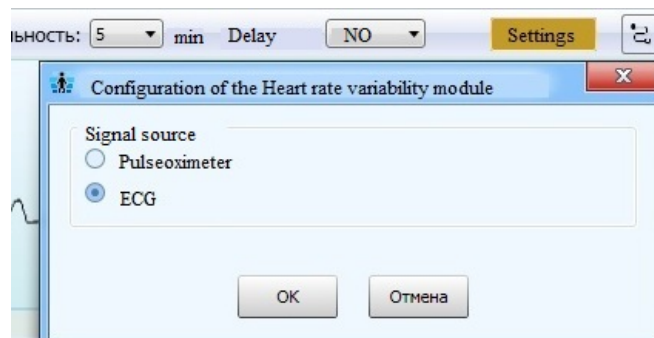 ьность: 5 min Delay NO Settings
Configuration of the Heart rate variability module
Signal source
Pulseoximeter
ECG
OK Отмена